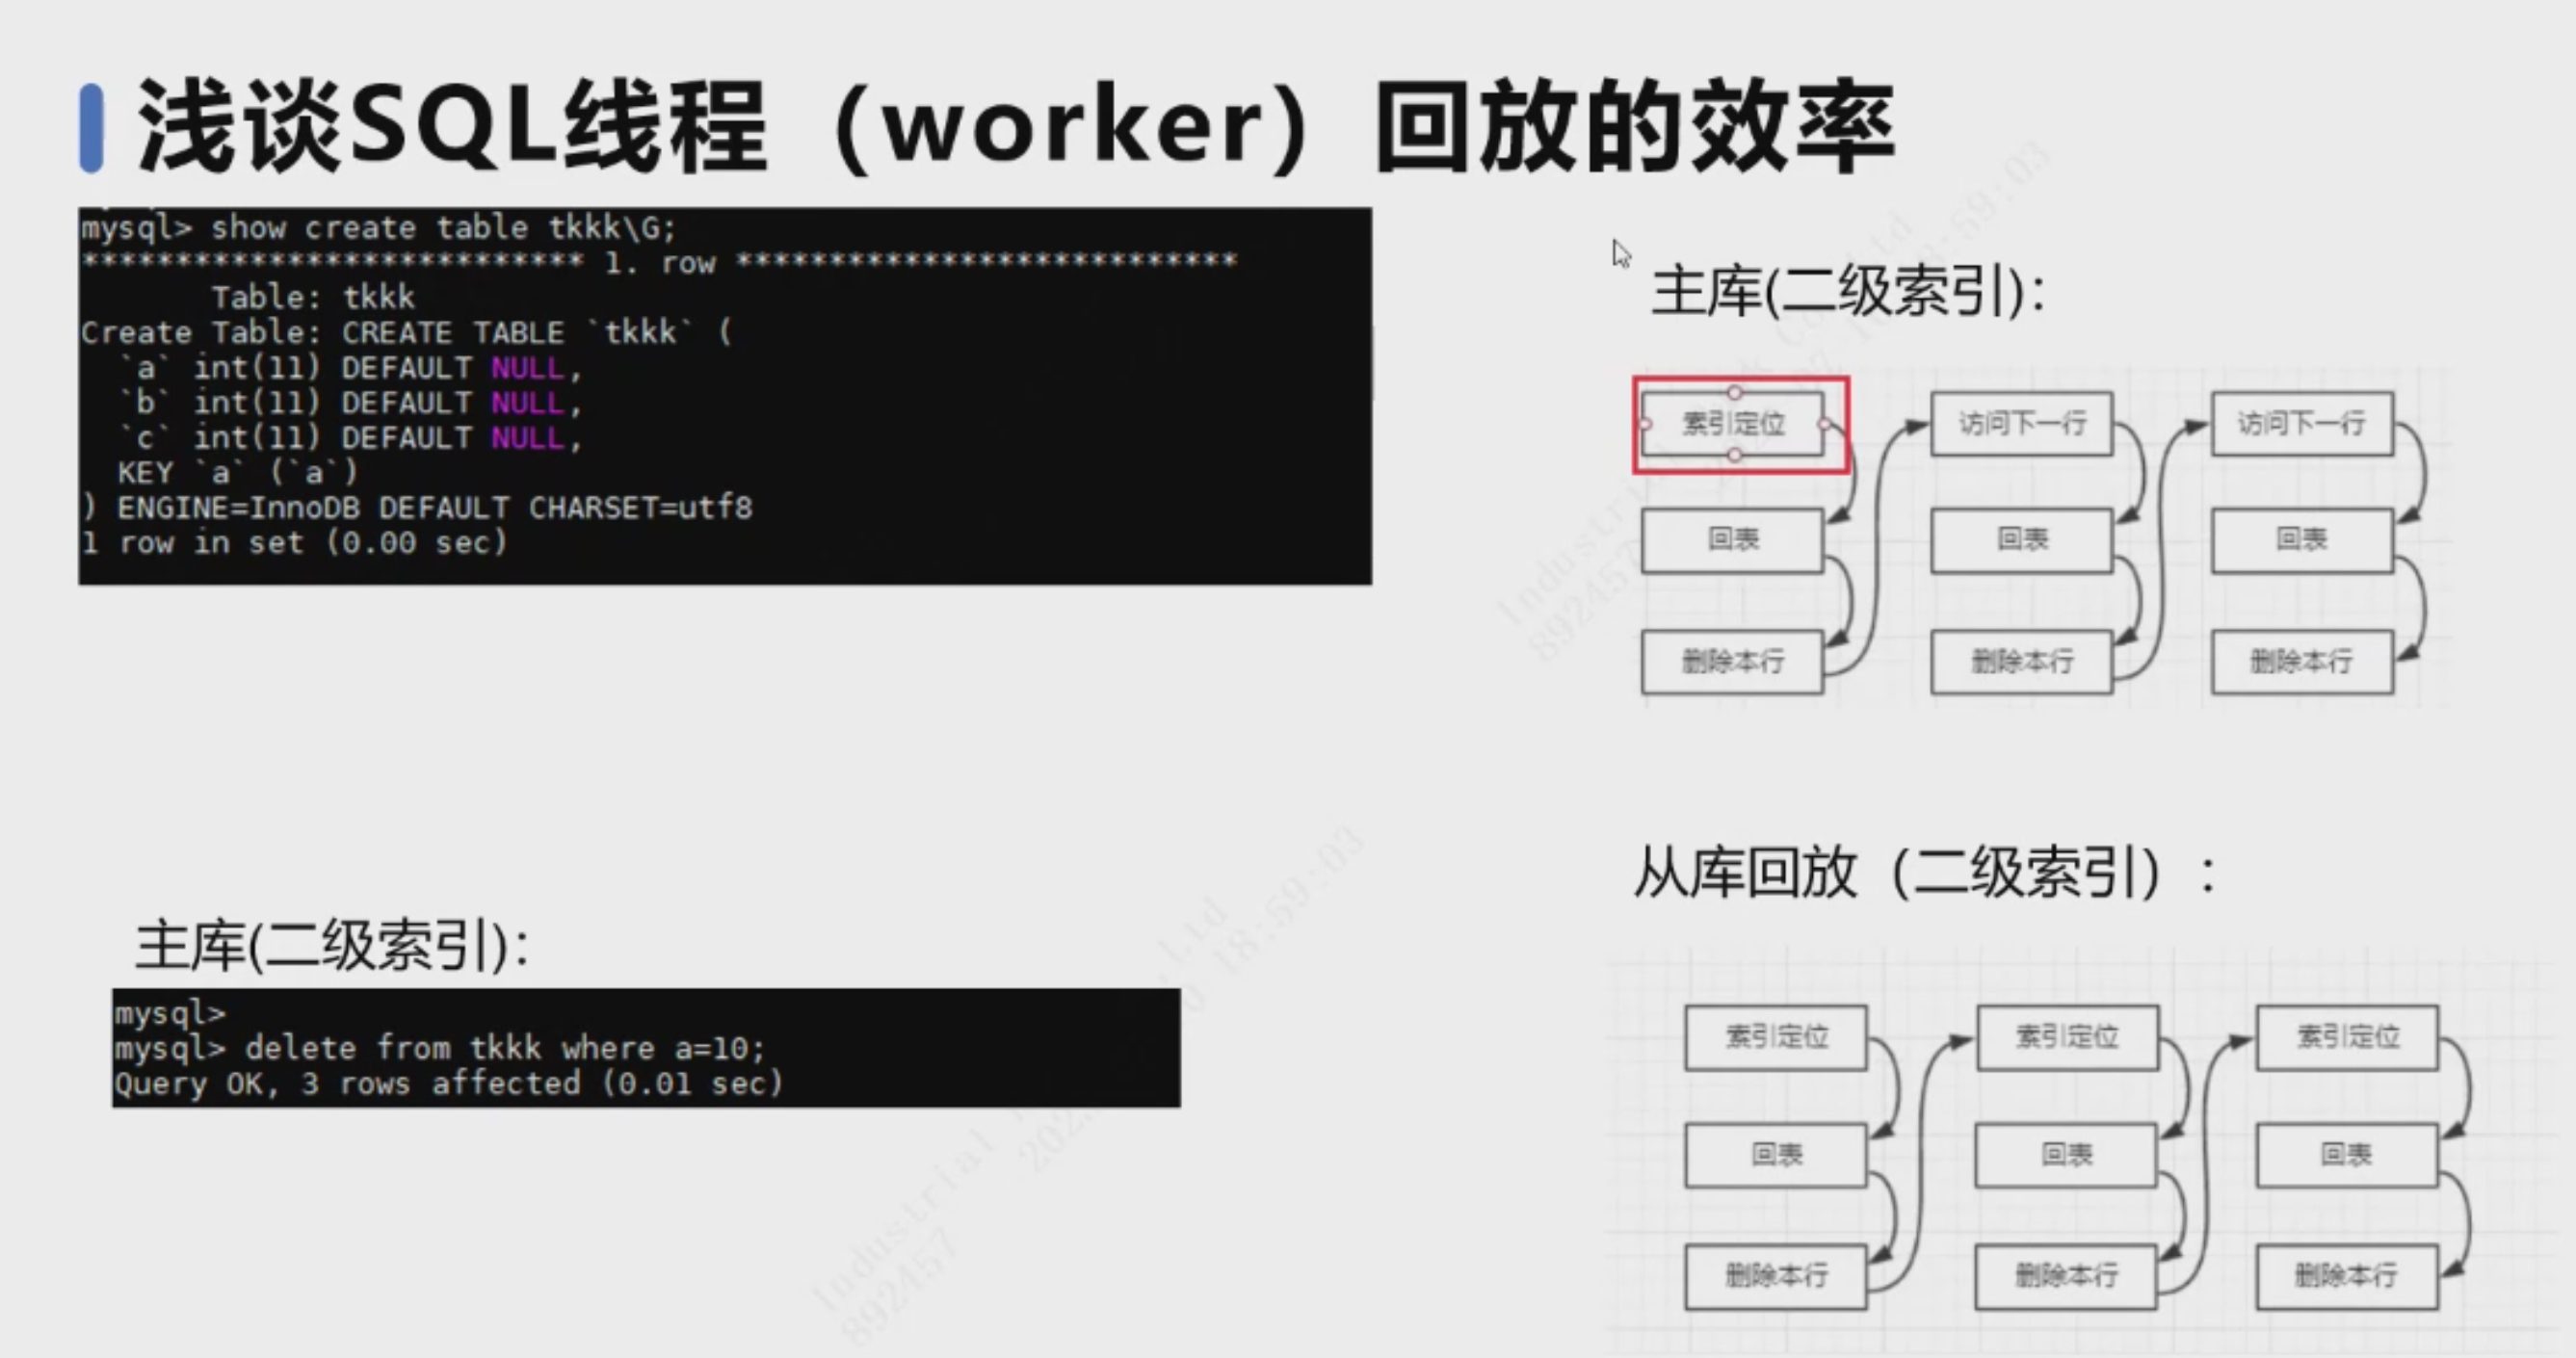 浅谈SQL线程（worker）回放的效率
mysql> show create table tkkk\G;
*************************** 1. row ***************************
Table: tkkk
Create Table: CREATE TABLE `tkkk` (
`a` int(11) DEFAULT NULL,
`b` int(11) DEFAULT NULL,
`c` int(11) DEFAULT NULL,
KEY `a` (`a`)
) ENGINE=InnoDB DEFAULT CHARSET=utf8
1 row in set (0.00 sec)
主库(二级索引)：
mysql>
mysql> delete from tkkk where a=10;
Query OK, 3 rows affected (0.01 sec)
主库(二级索引)：
索引定位
访问下一行
访问下一行
回表
回表
回表
删除本行
删除本行
删除本行
从库回放（二级索引）：
索引定位
索引定位
索引定位
回表
回表
回表
删除本行
删除本行
删除本行